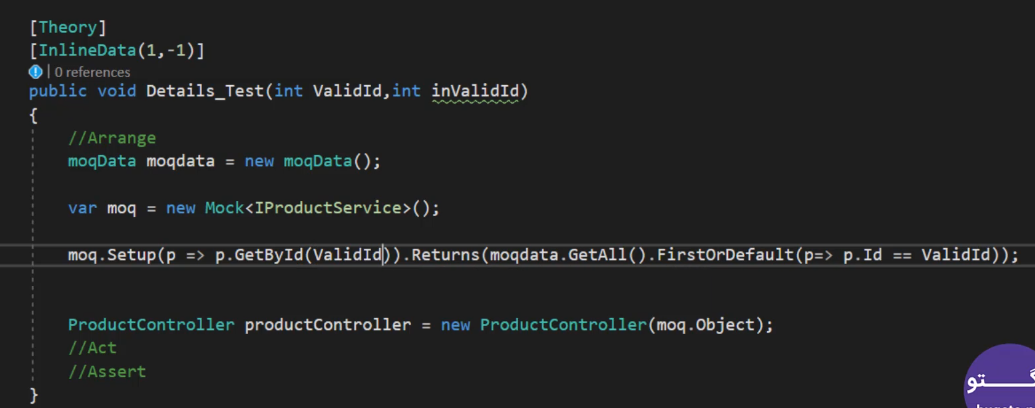 [Theory]
[InlineData(1,-1)]
0 references
public void Details_Test(int ValidId,int inValidId)
{
//Arrange
moqData moqdata = new moqData();
var moq = new Mock<IProductService>();
moq.Setup(p => p.GetById(ValidId)).Returns(moqdata.GetAll().FirstOrDefault(p=> p.Id == ValidId));
ProductController productController = new ProductController(moq.Object);
//Act
//Assert
}